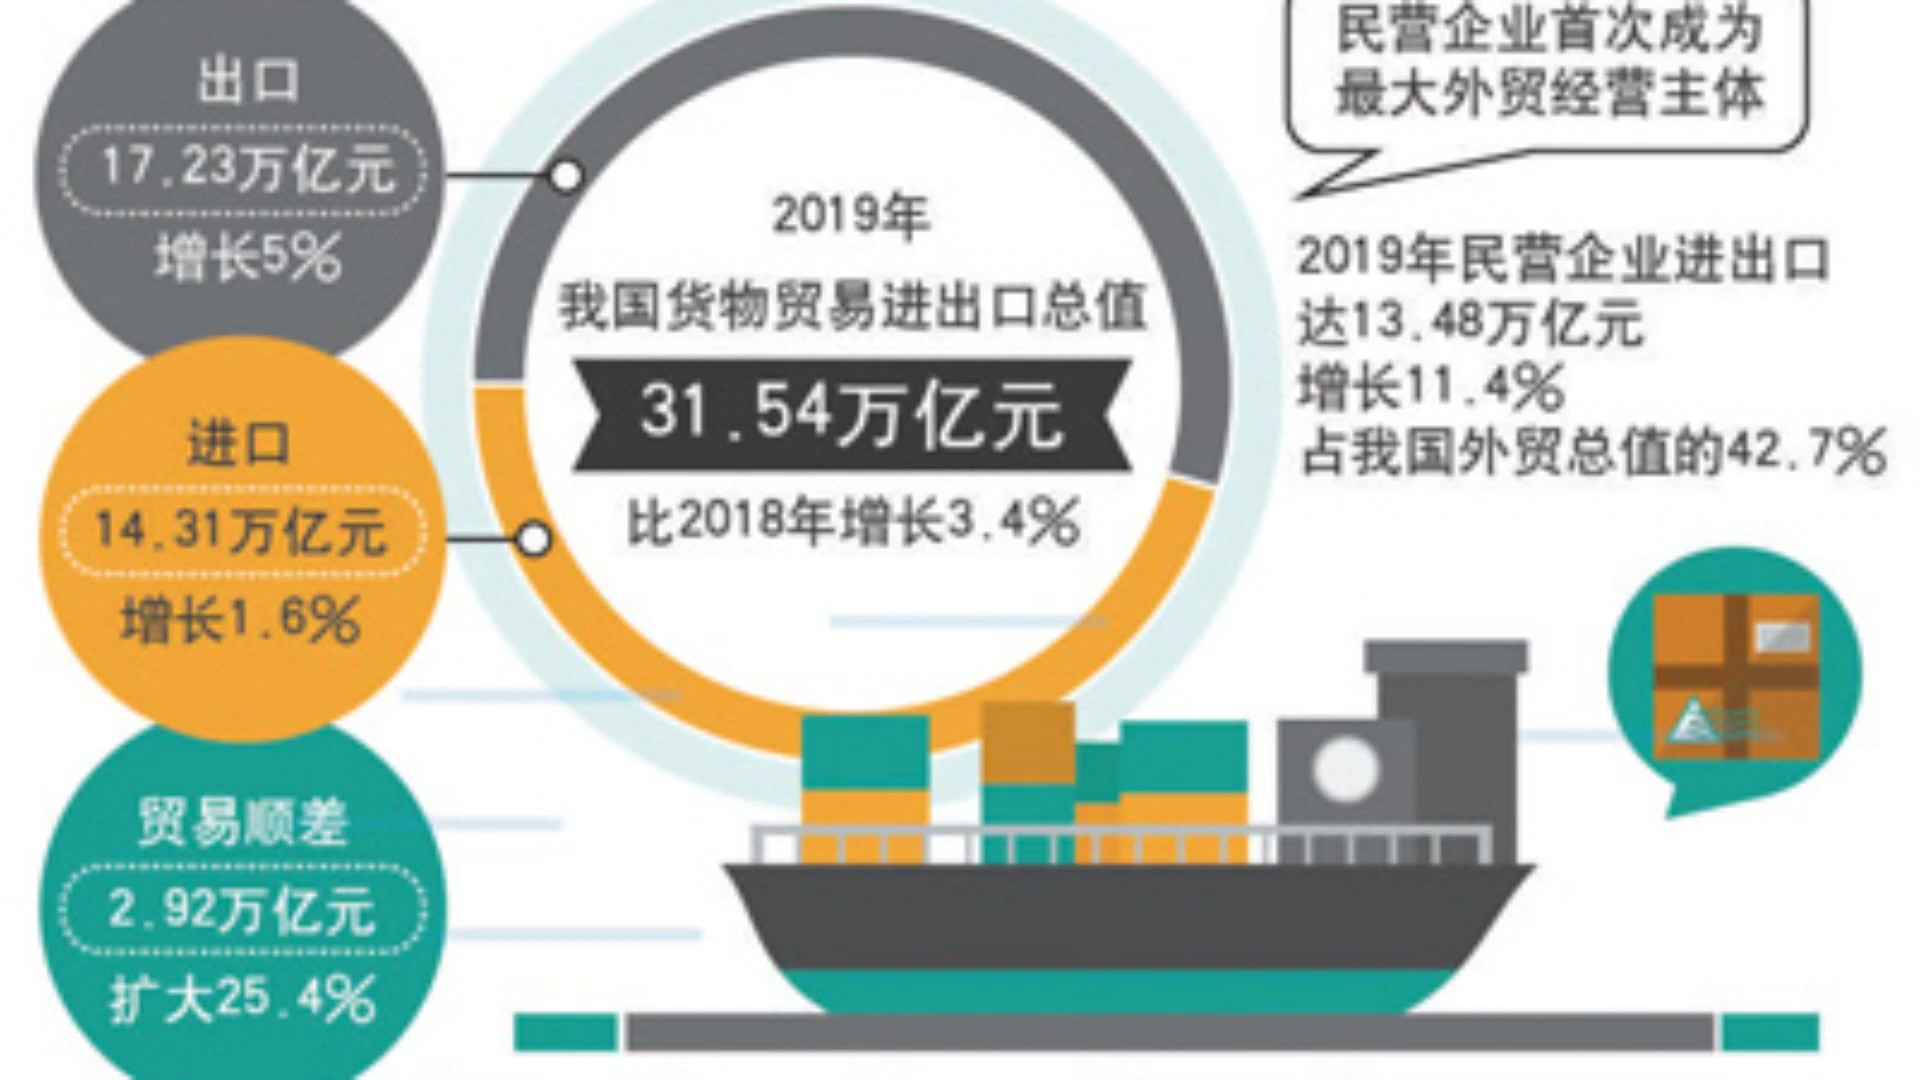 出口
17.23万亿元
增长5%
进口
14.31万亿元
增长1.6%
贸易顺差
2.92万亿元
扩大25.4%
2019年
我国货物贸易进出口总值
31.54万亿元
比2018年增长3.4%
民营企业首次成为
最大外贸经营主体
2019年民营企业进出口
达13.48万亿元
增长11.4%
占我国外贸总值的42.7%